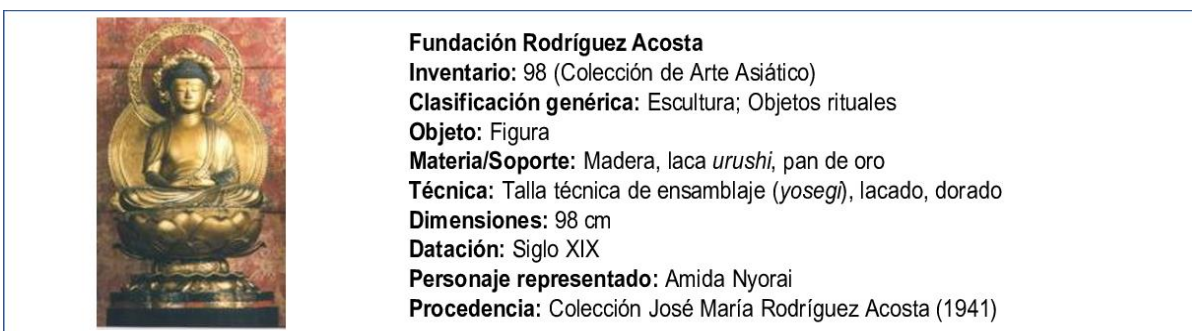 Fundación Rodríguez Acosta
Inventario: 98 (Colección de Arte Asiático)
Clasificación genérica: Escultura; Objetos rituales
Objeto: Figura
Materia/Soporte: Madera, laca urushi, pan de oro
Técnica: Talla técnica de ensamblaje (yosegi), lacado, dorado
Dimensiones: 98 cm
Datación: Siglo XIX
Personaje representado: Amida Nyorai
Procedencia: Colección José María Rodríguez Acosta (1941)